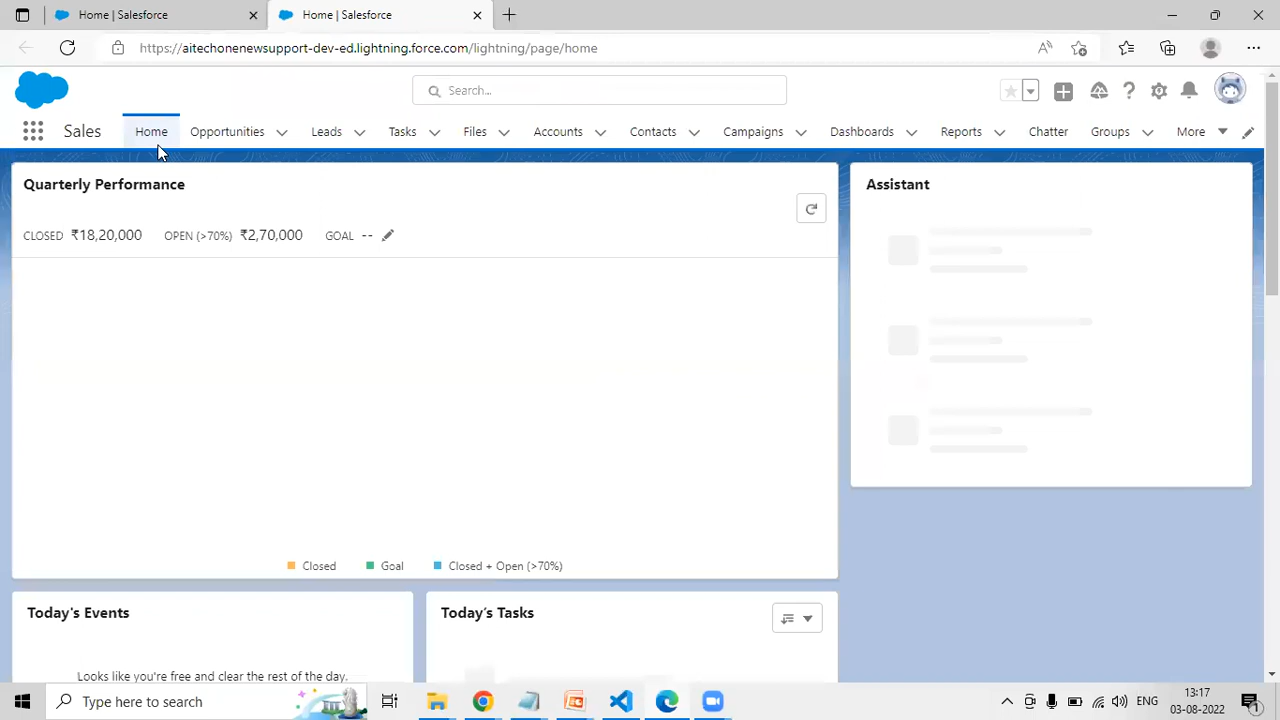 Home | Salesforce
Home | Salesforce
https://aitechonenewsupport-dev-ed.lightning.force.com/lightning/page/home
Search...
Sales
Home
Opportunities
Leads
Tasks
Files
Accounts
Contacts
Campaigns
Dashboards
Reports
Chatter
Groups
More
Quarterly Performance
CLOSED ₹18,20,000 OPEN (>70%) ₹2,70,000 GOAL --
Closed Goal Closed + Open (>70%)
Assistant
Today's Events
Looks like you're free and clear the rest of the day.
Today's Tasks
Type here to search
ENG
13:17
03-08-2022